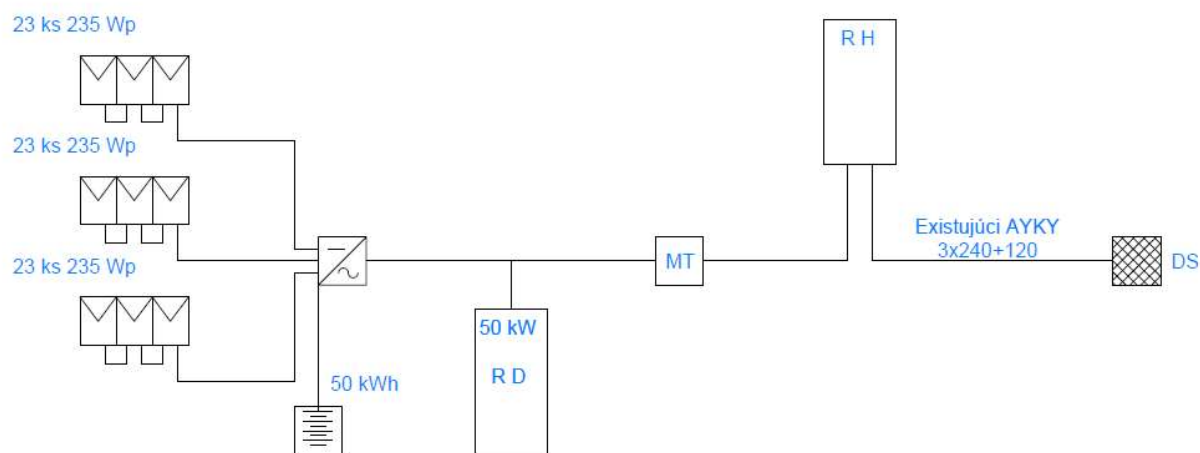 23 ks 235 Wp
R H
23 ks 235 Wp
Existujúci AYKY
3x240+120
23 ks 235 Wp
MT
DS
50 kW
50 kWh
R D